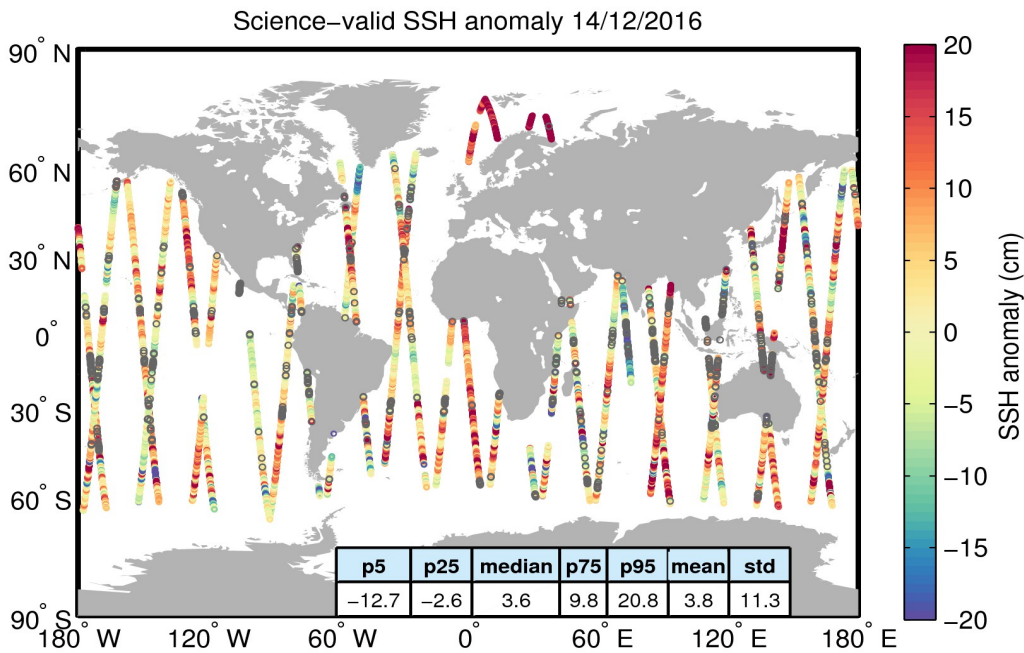 Science−valid SSH anomaly 14/12/2016
90° N
60° N
30° N
0°
30° S
60° S
90° S
180° W 120° W 60° W 0° 60° E 120° E 180° E
p5 p25 median p75 p95 mean std
−12.7 −2.6 3.6 9.8 20.8 3.8 11.3
20
15
10
5
0
−5
−10
−15
−20
SSH anomaly (cm)